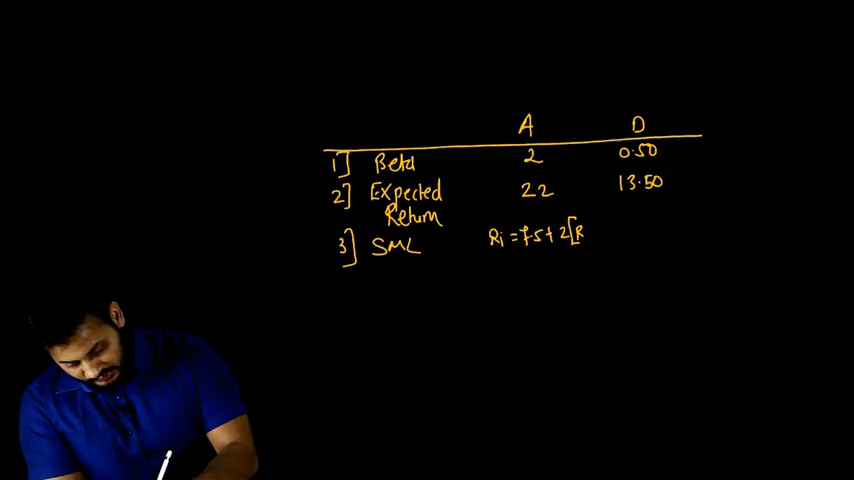 A D
1] Beta 2 0.50
2] Expected 22 13.50
Return
3] SML Ri = 7.5 + 2[R